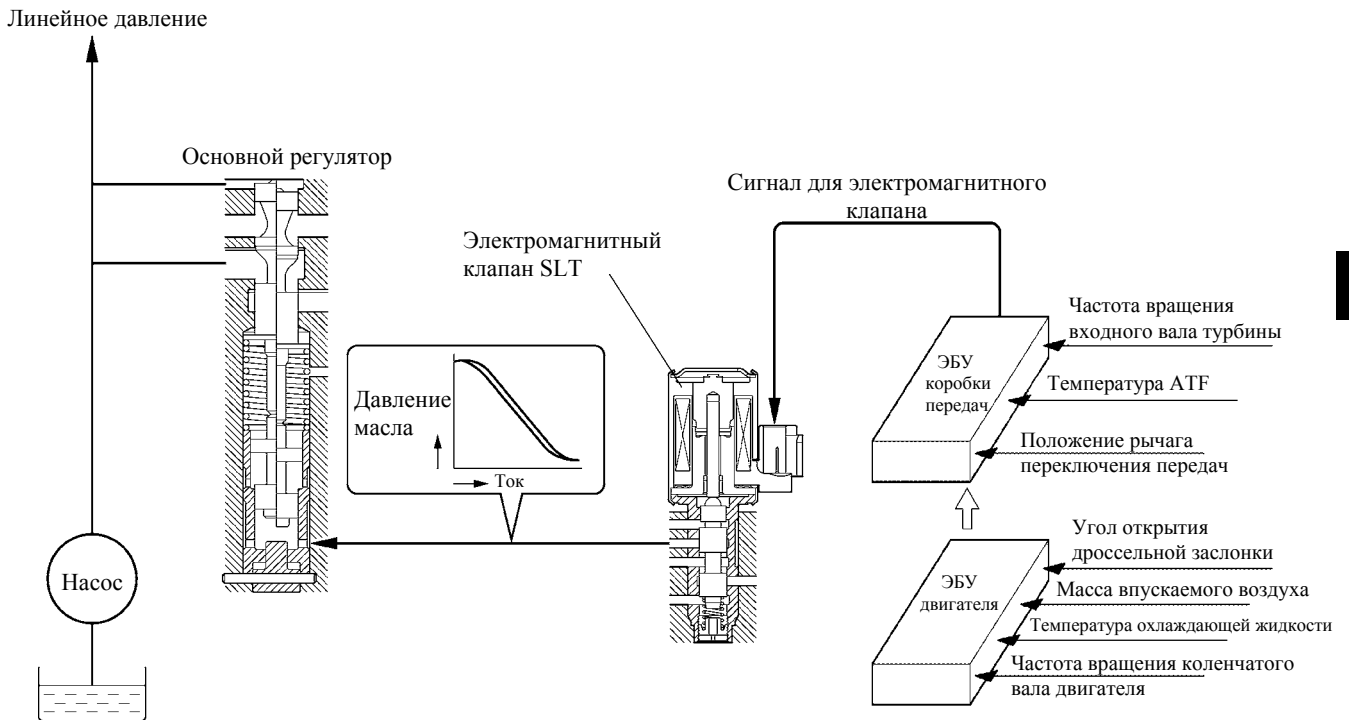 Линейное давление
Основной регулятор
Сигнал для электромагнитного
клапана
Электромагнитный
клапан SLT
Частота вращения
входного вала турбины
ЭБУ
коробки
передач
Температура ATF
Положение рычага
переключения передач
Давление
масла
Ток
Угол открытия
дроссельной заслонки
ЭБУ
двигателя
Масса впускаемого воздуха
Температура охлаждающей жидкости
Частота вращения коленчатого
вала двигателя
Насос